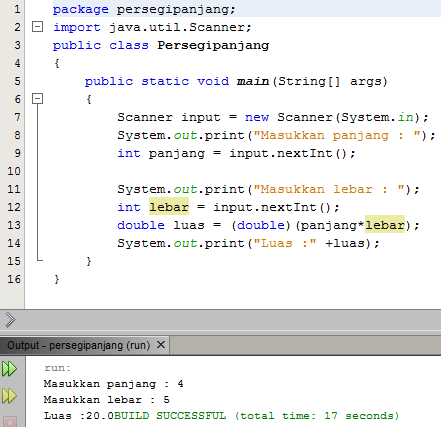 1 package persegipanjang;
2 import java.util.Scanner;
3 public class Persegipanjang
4 {
5     public static void main(String[] args)
6     {
7         Scanner input = new Scanner(System.in);
8         System.out.print("Masukkan panjang : ");
9         int panjang = input.nextInt();
10
11         System.out.print("Masukkan lebar : ");
12         int lebar = input.nextInt();
13         double luas = (double)(panjang*lebar);
14         System.out.print("Luas :" +luas);
15     }
16 }
Output - persegipanjang (run)
run:
Masukkan panjang : 4
Masukkan lebar : 5
Luas :20.0BUILD SUCCESSFUL (total time: 17 seconds)